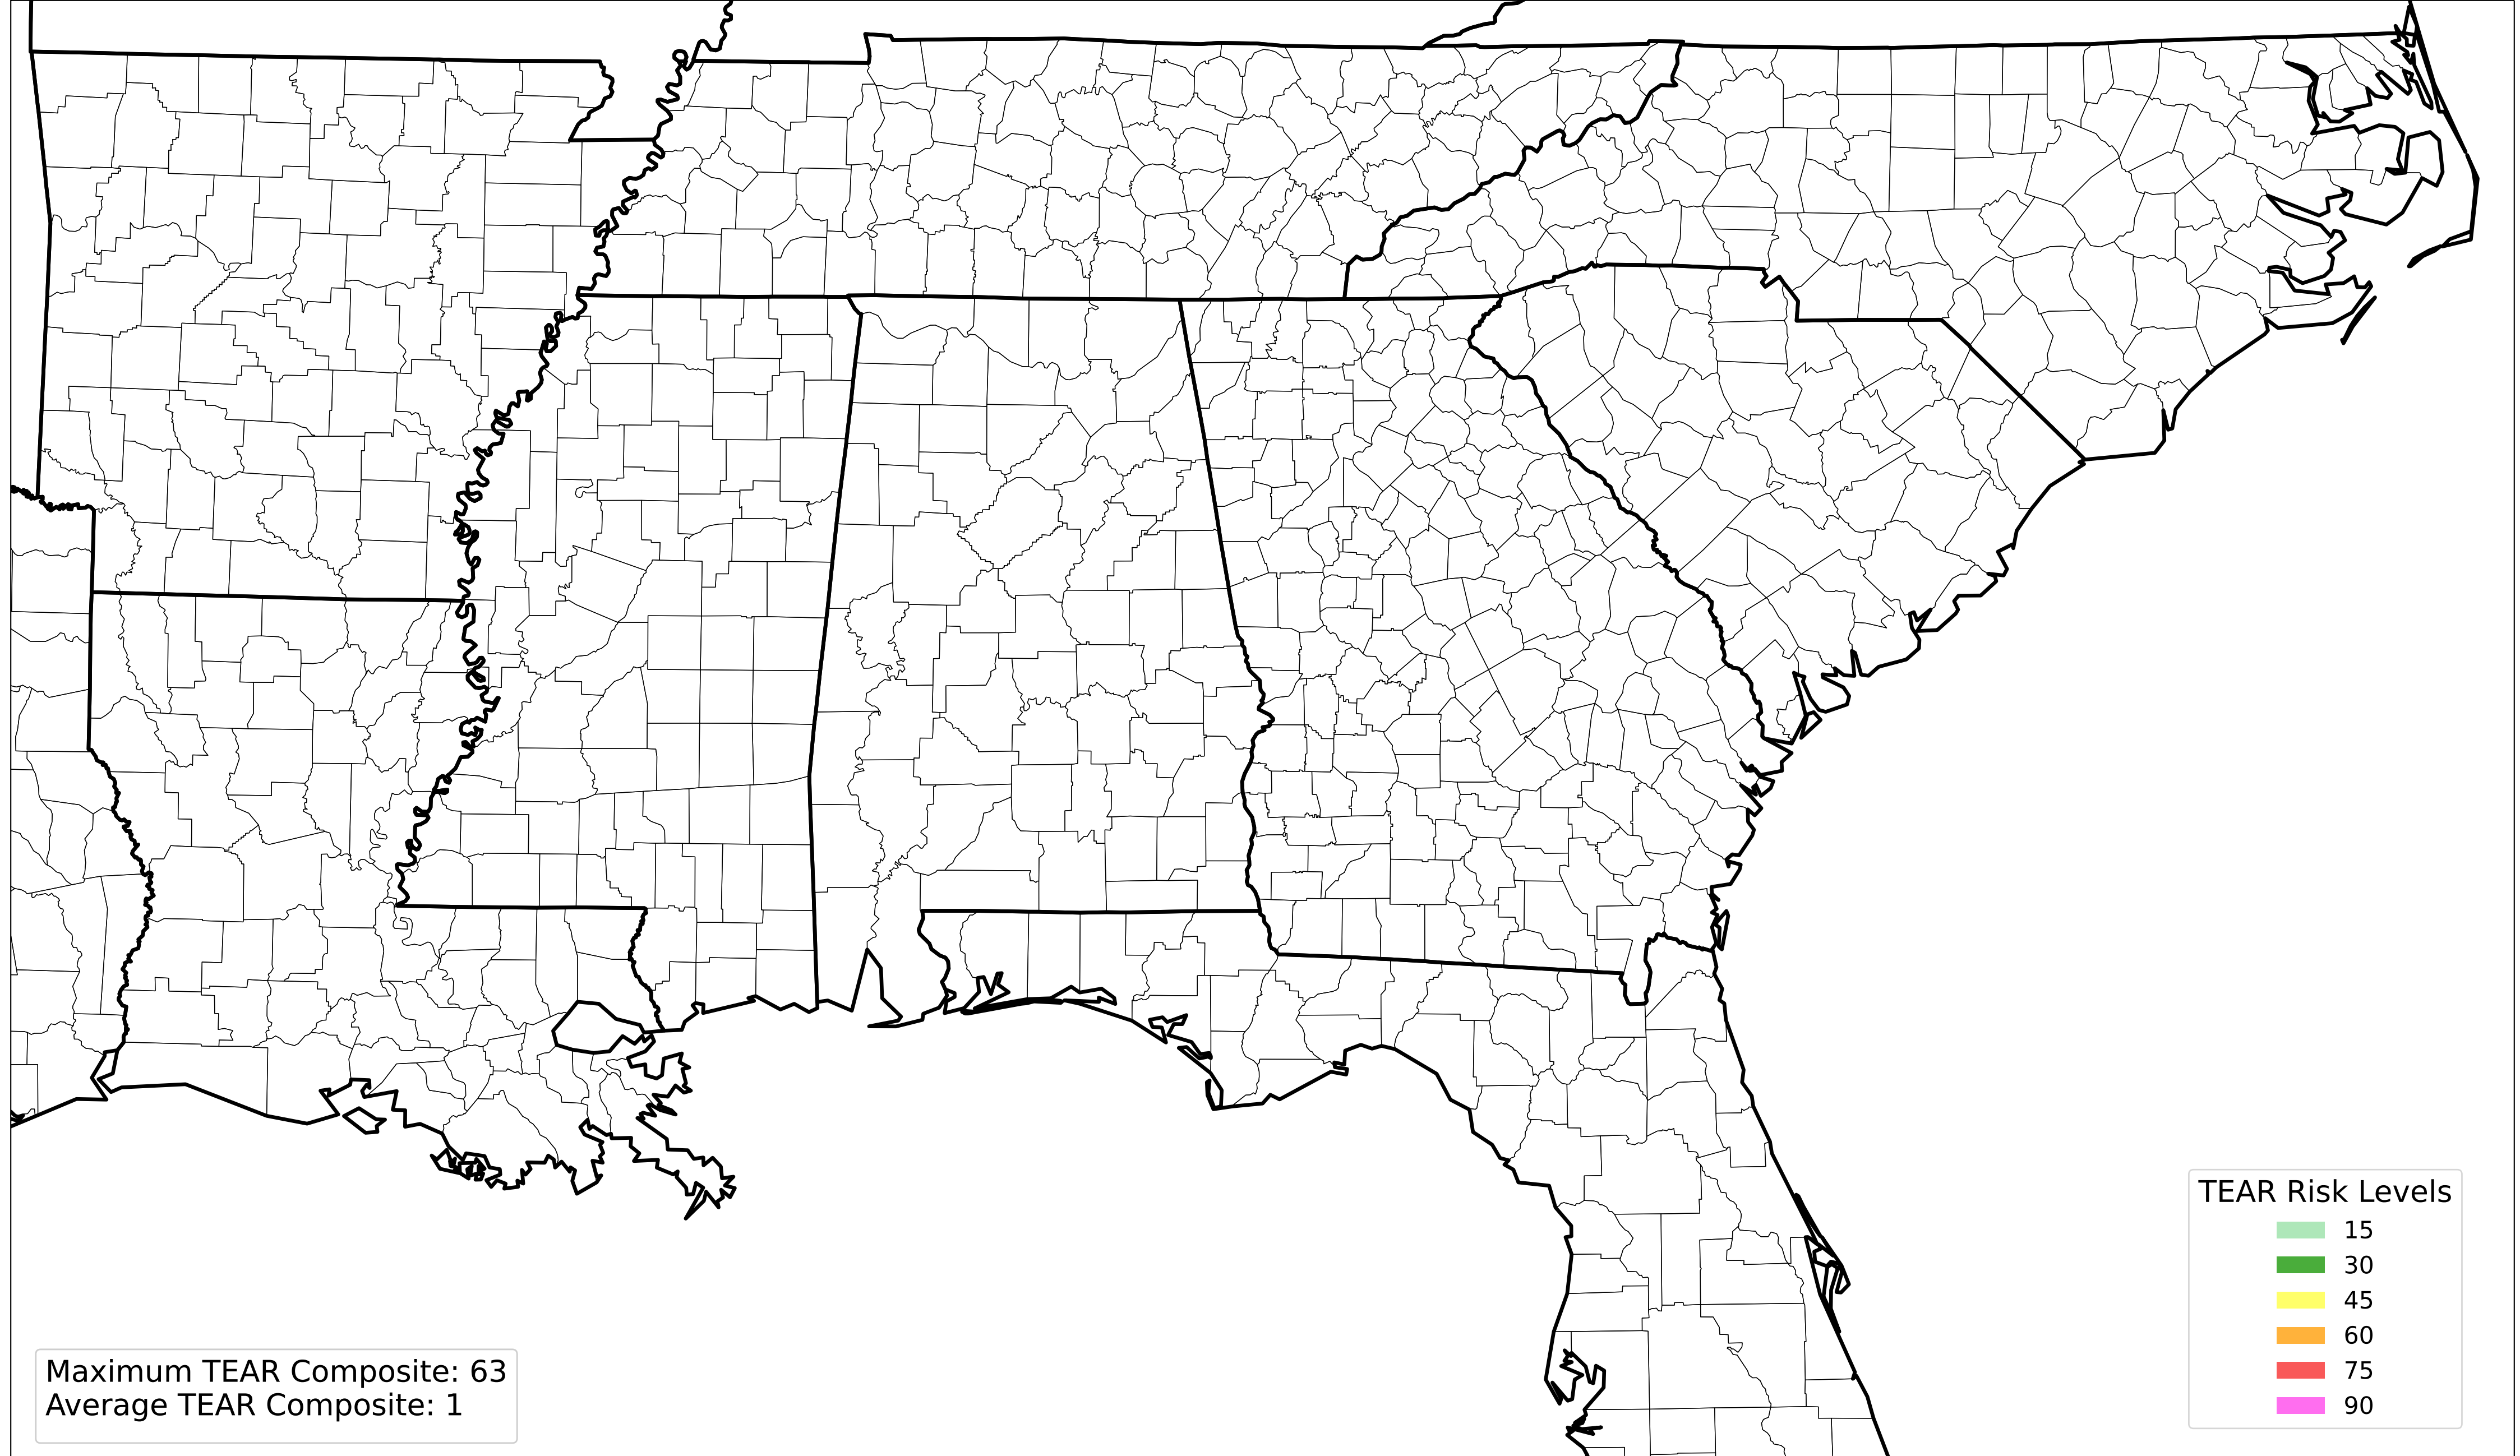 TEAR Risk Levels
15
30
45
60
75
90
Maximum TEAR Composite: 63
Average TEAR Composite: 1